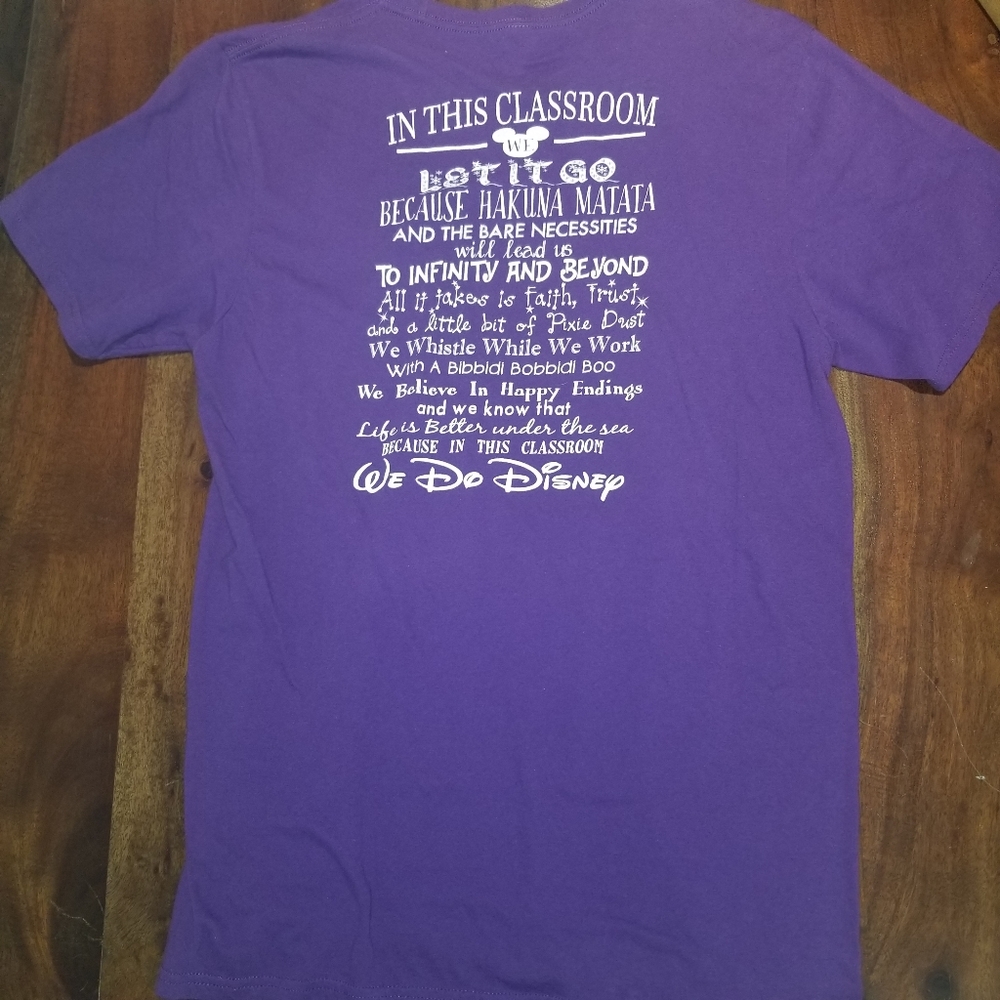 IN THIS CLASSROOM
WE
LET IT GO
BECAUSE HAKUNA MATATA
AND THE BARE NECESSITIES
will lead us
TO INFINITY AND BEYOND
All it takes is Faith, Trust,
and a little bit of Pixie Dust
We Whistle While We Work
With A Bibbidi Bobbidi Boo
We Believe In Happy Endings
and we know that
Life is Better under the sea
BECAUSE IN THIS CLASSROOM
WE DO DISNEY